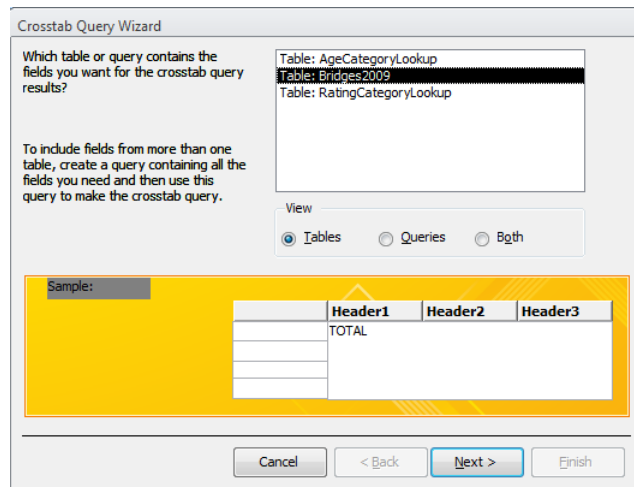 Crosstab Query Wizard
Which table or query contains the
fields you want for the crosstab query
results?
To include fields from more than one
table, create a query containing all the
fields you need and then use this
query to make the crosstab query.
Table: AgeCategoryLookup
Table: Bridges2009
Table: RatingCategoryLookup
View
Tables Queries Both
Sample:
Header1 Header2 Header3
TOTAL
Cancel < Back Next > Finish